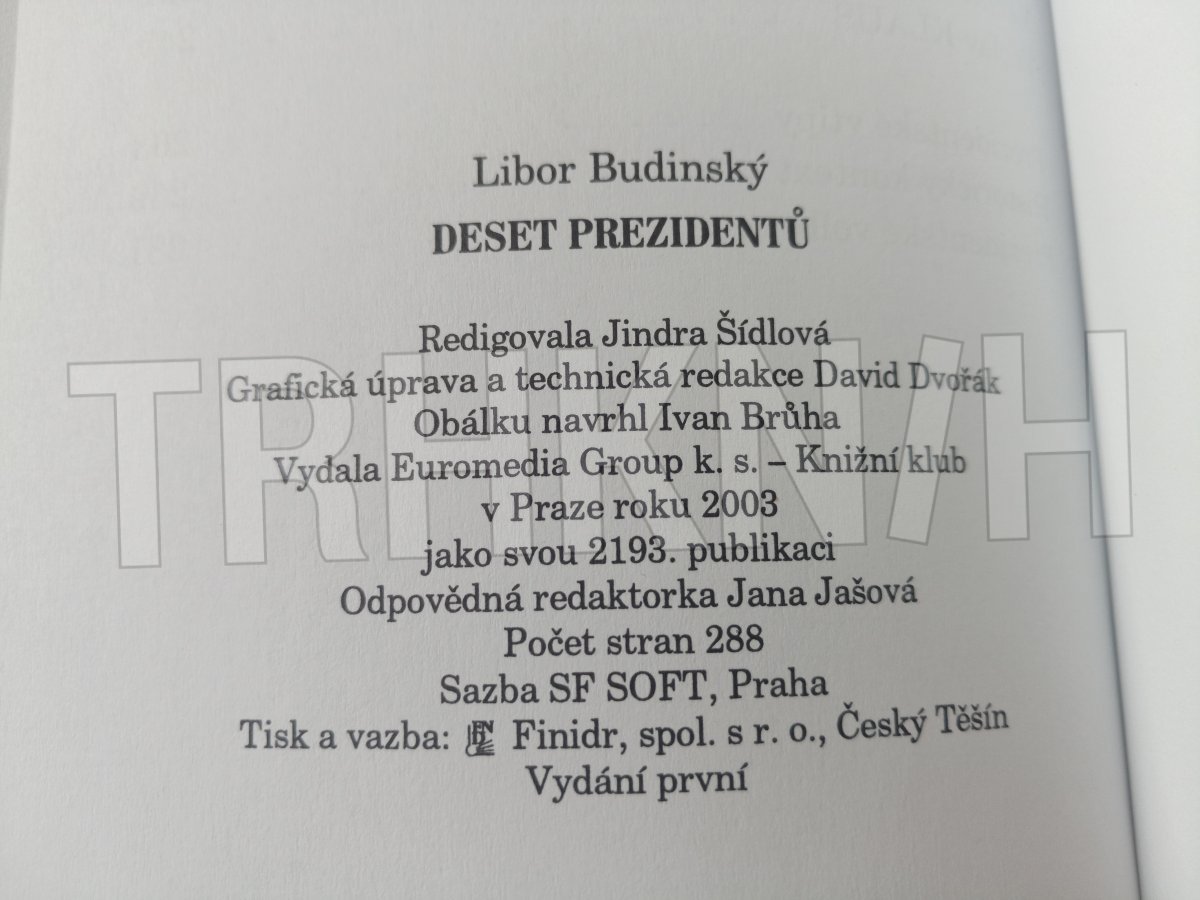 Libor Budinský
DESET PREZIDENTŮ
Redigovala Jindra Šídlová
Grafická úprava a technická redakce David Dvořák
Obálku navrhl Ivan Brůha
Vydala Euromedia Group k. s. – Knižní klub
v Praze roku 2003
jako svou 2193. publikaci
Odpovědná redaktorka Jana Jašová
Počet stran 288
Sazba SF SOFT, Praha
Tisk a vazba: Finidr, spol. s r. o., Český Těšín
Vydání první